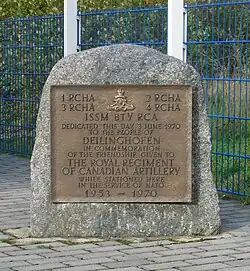 1 RCHA 2 RCHA
3 RCHA 4 RCHA
1SSM BTY RCA
DEDICATED THIS DAY 3 JUNE 1970
TO THE PEOPLE OF
DEILINGHOFEN
IN COMMEMORATION
OF THE FRIENDSHIP GIVEN TO
THE ROYAL REGIMENT
OF CANADIAN ARTILLERY
WHILE STATIONED HERE
IN THE SERVICE OF NATO
1953 – 1970